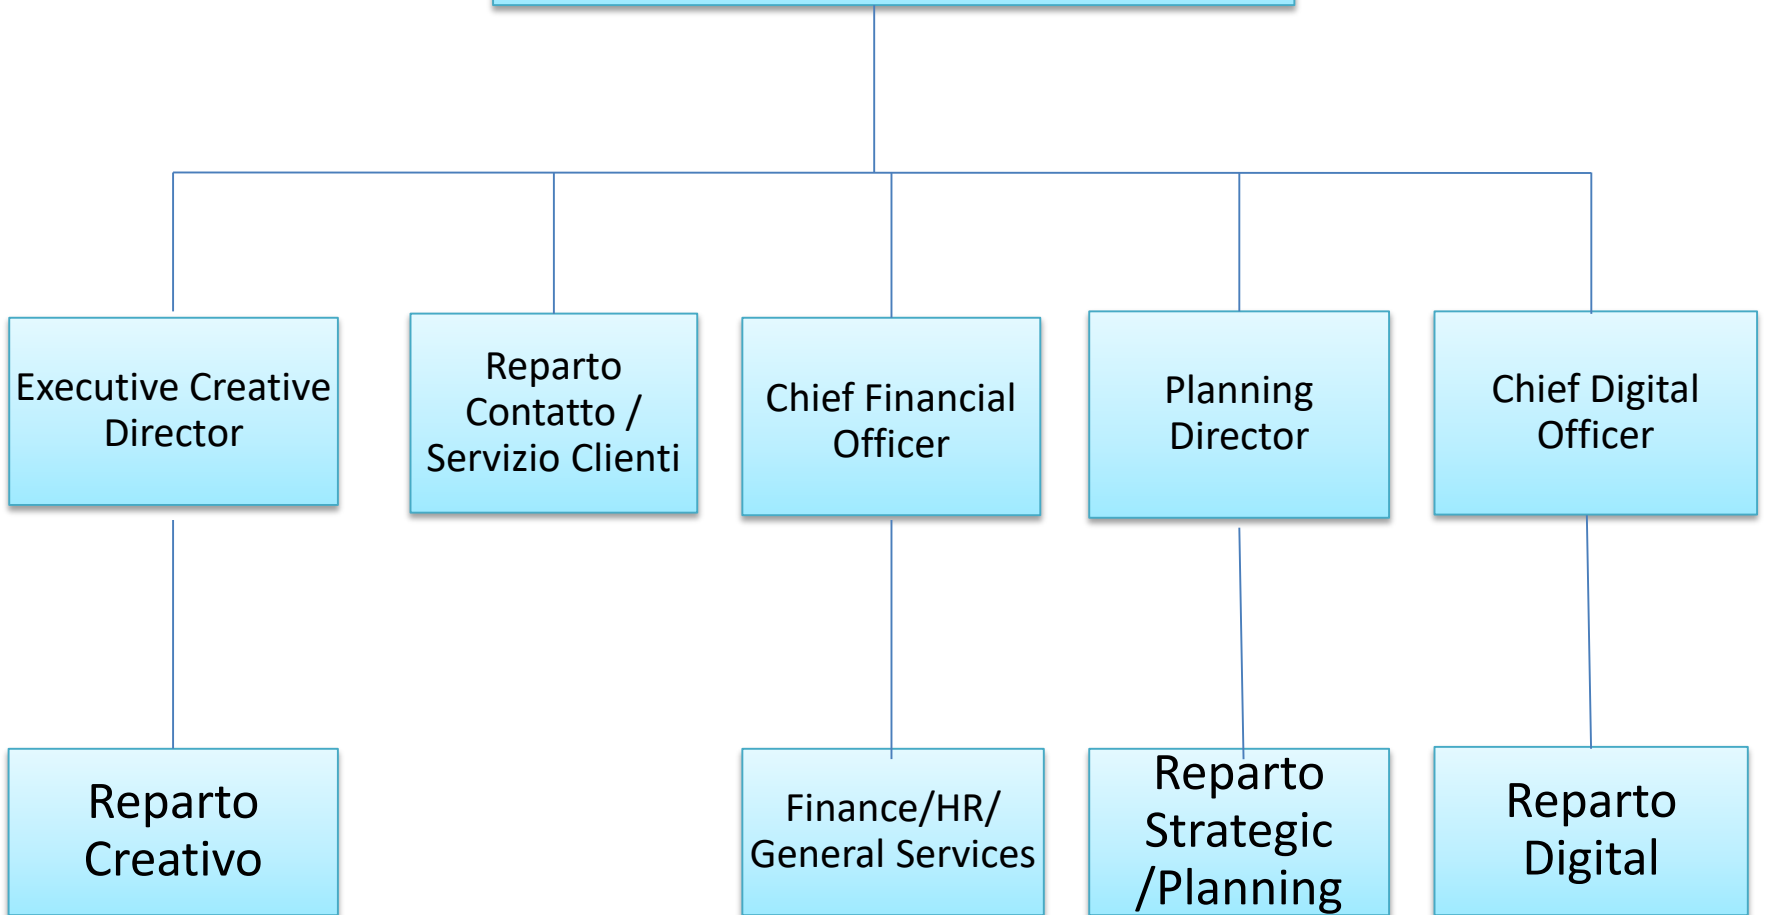 Executive Creative
Director
Reparto
Contatto /
Servizio Clienti
Chief Financial
Officer
Planning
Director
Chief Digital
Officer
Reparto
Creativo
Finance/HR/
General Services
Reparto
Strategic
/Planning
Reparto
Digital